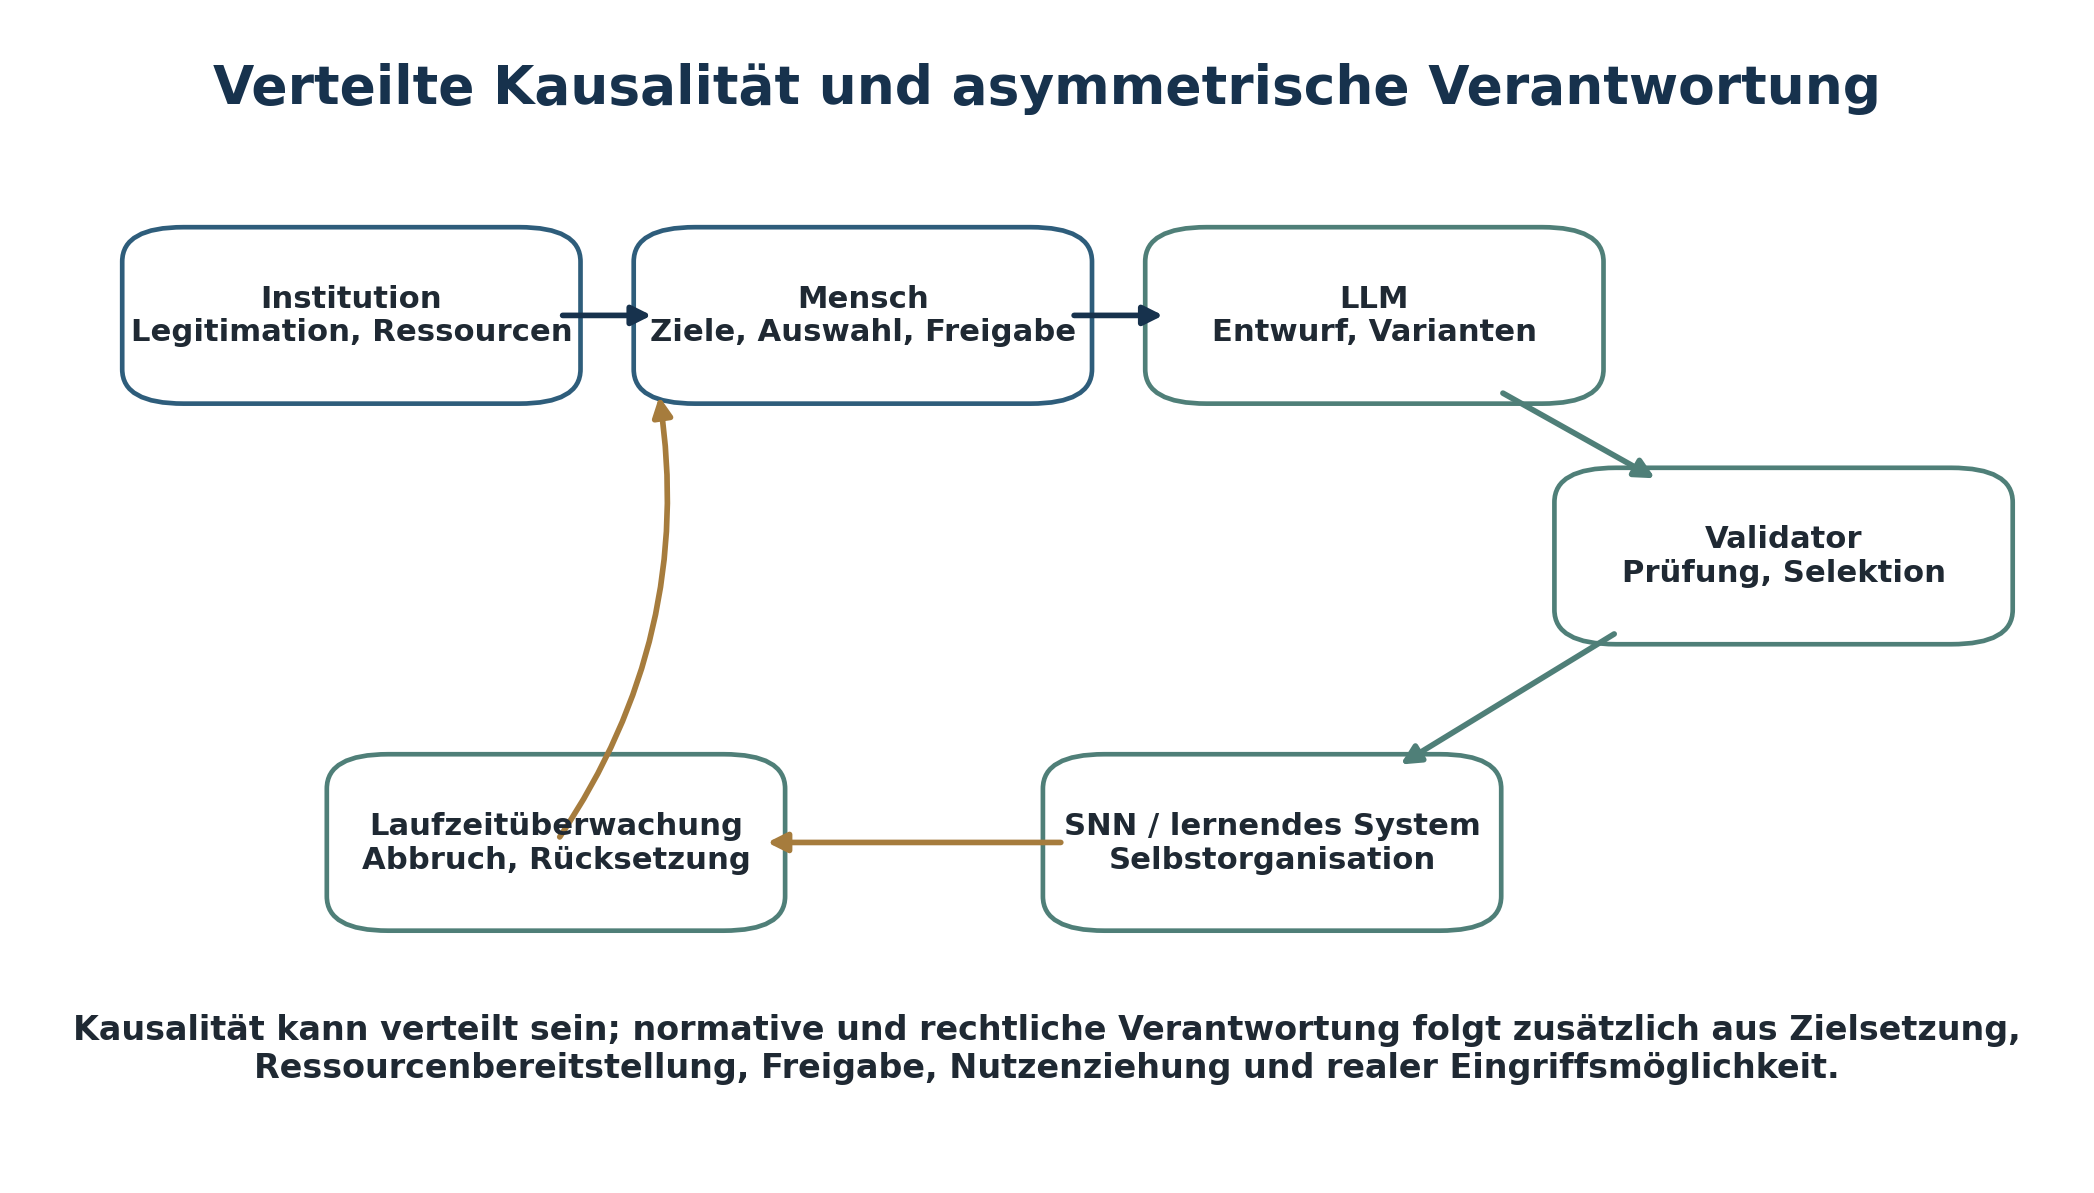 Verteilte Kausalität und asymmetrische Verantwortung
Institution
Legitimation, Ressourcen
Mensch
Ziele, Auswahl, Freigabe
LLM
Entwurf, Varianten
Validator
Prüfung, Selektion
Laufzeitüberwachung
Abbruch, Rücksetzung
SNN / lernendes System
Selbstorganisation
Kausalität kann verteilt sein; normative und rechtliche Verantwortung folgt zusätzlich aus Zielsetzung,
Ressourcenbereitstellung, Freigabe, Nutzenziehung und realer Eingriffsmöglichkeit.